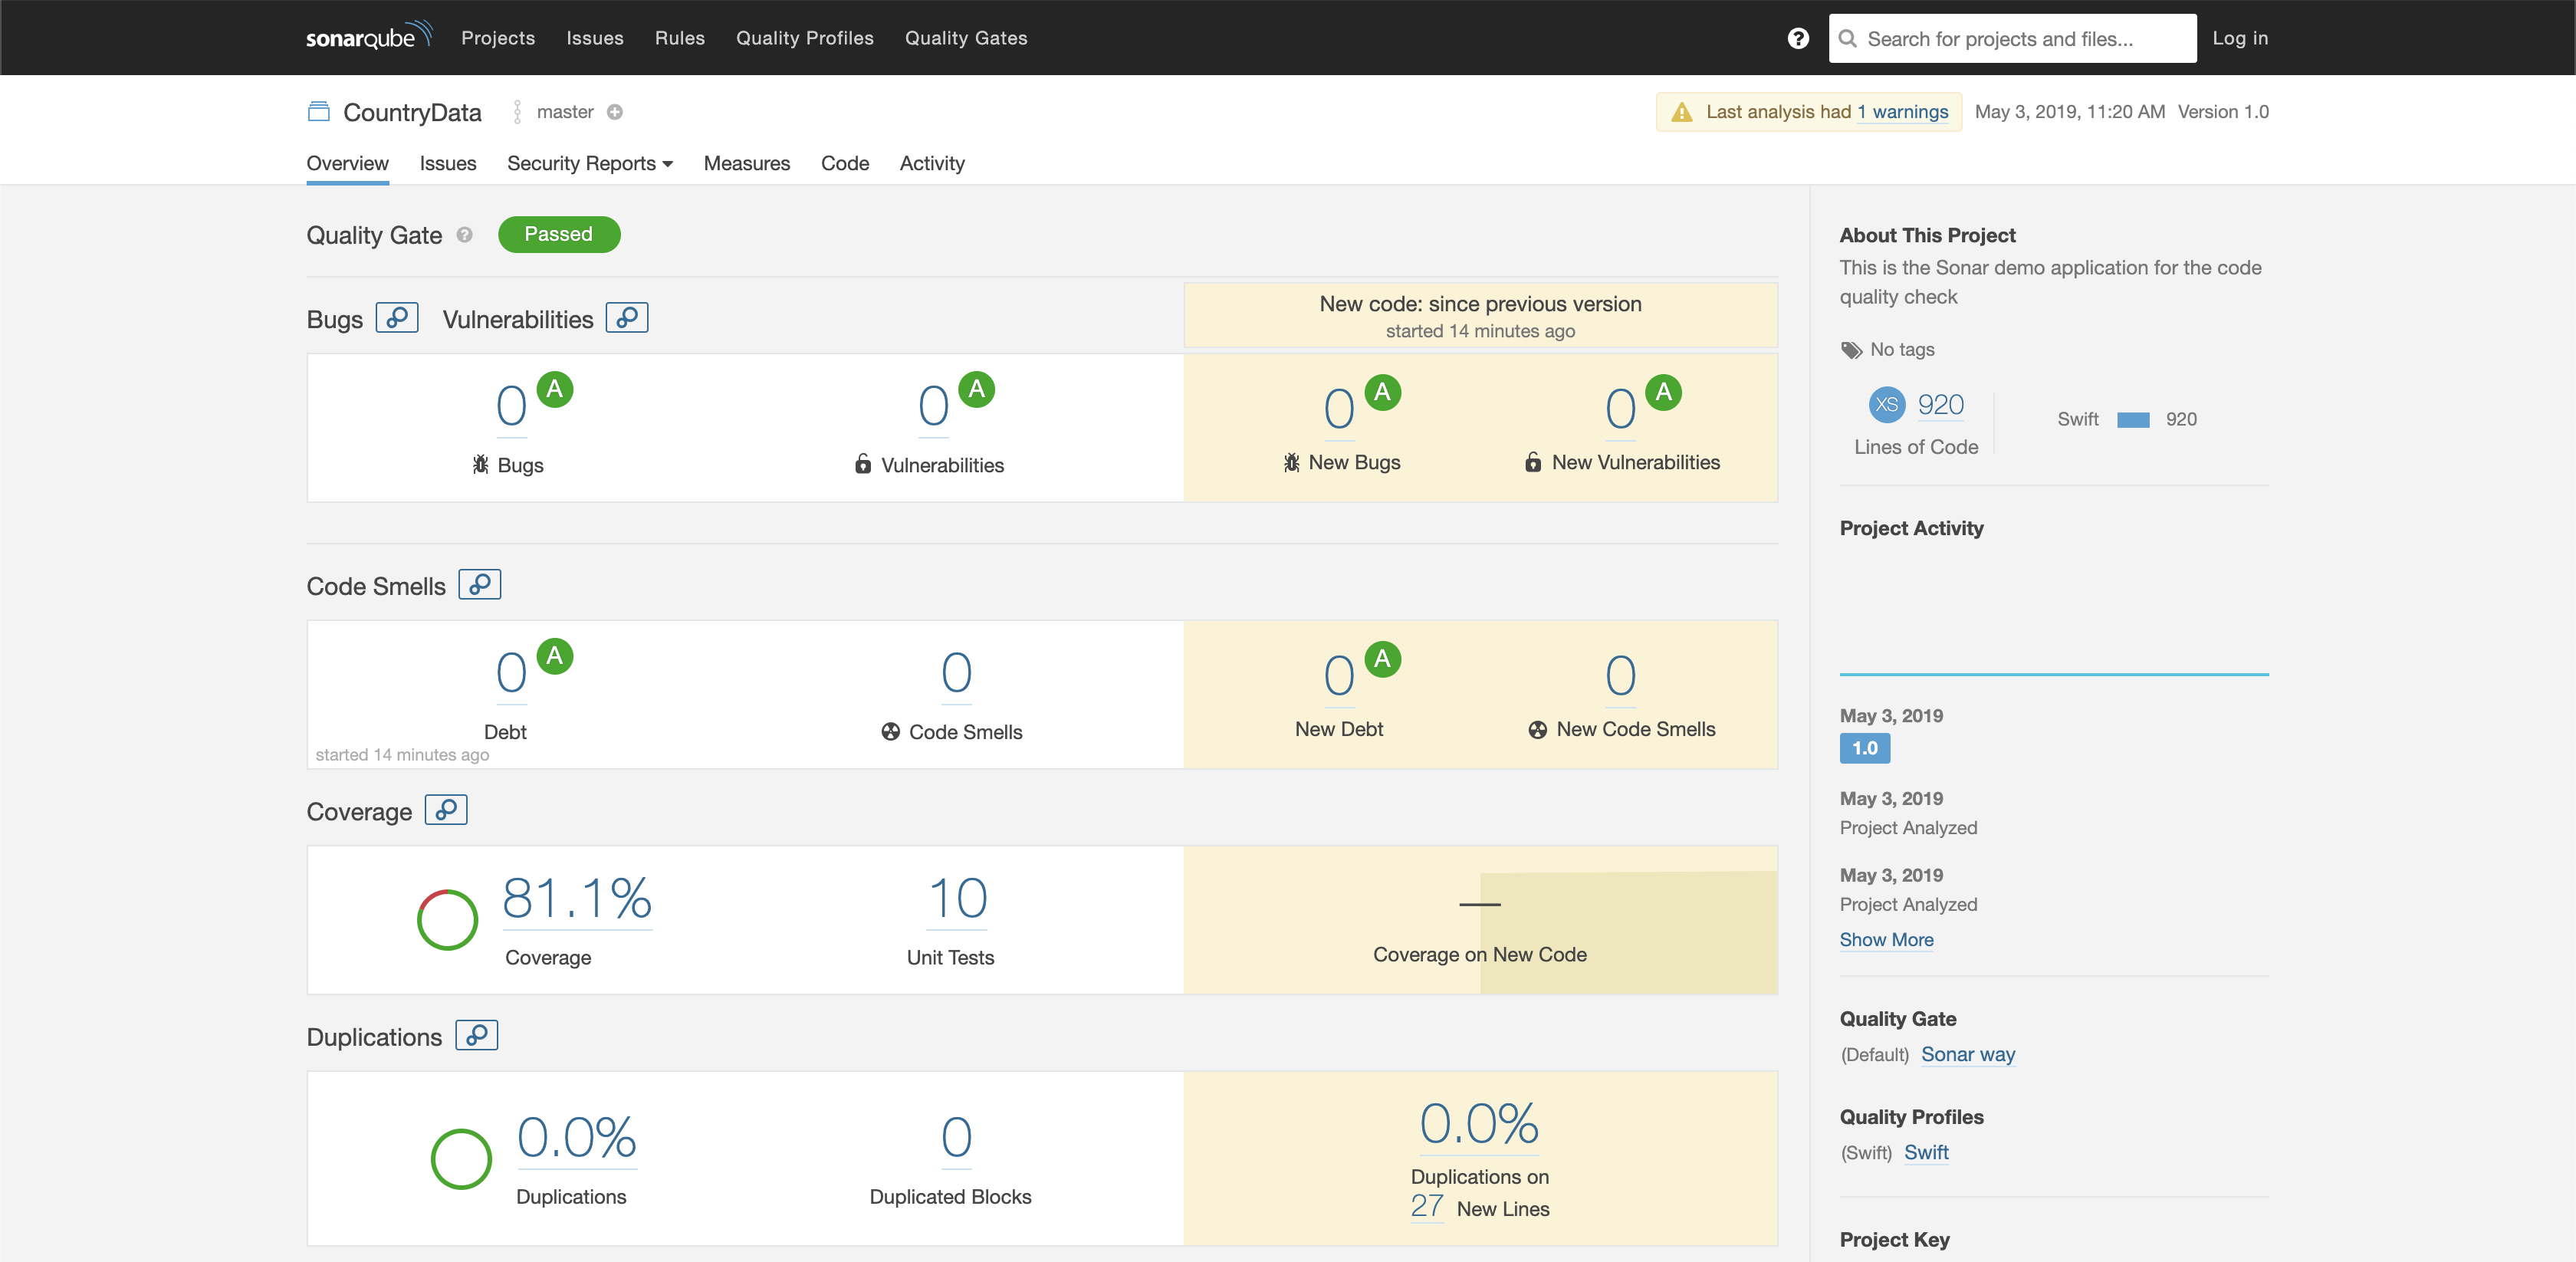 sonarqube Projects Issues Rules Quality Profiles Quality Gates ? Search for projects and files... Log in
CountryData master Last analysis had 1 warnings May 3, 2019, 11:20 AM Version 1.0
Overview Issues Security Reports Measures Code Activity
Quality Gate ? Passed
Bugs Vulnerabilities
New code: since previous version
started 14 minutes ago
0 A 0 A 0 A 0 A
Bugs Vulnerabilities New Bugs New Vulnerabilities
Code Smells
0 A 0 0 A 0
Debt Code Smells New Debt New Code Smells
started 14 minutes ago
Coverage
81.1% 10 —
Coverage Unit Tests Coverage on New Code
Duplications
0.0% 0 0.0%
Duplications Duplicated Blocks Duplications on
27 New Lines
About This Project
This is the Sonar demo application for the code
quality check
No tags
XS 920 Swift 920
Lines of Code
Project Activity
May 3, 2019
1.0
May 3, 2019
Project Analyzed
May 3, 2019
Project Analyzed
Show More
Quality Gate
(Default) Sonar way
Quality Profiles
(Swift) Swift
Project Key